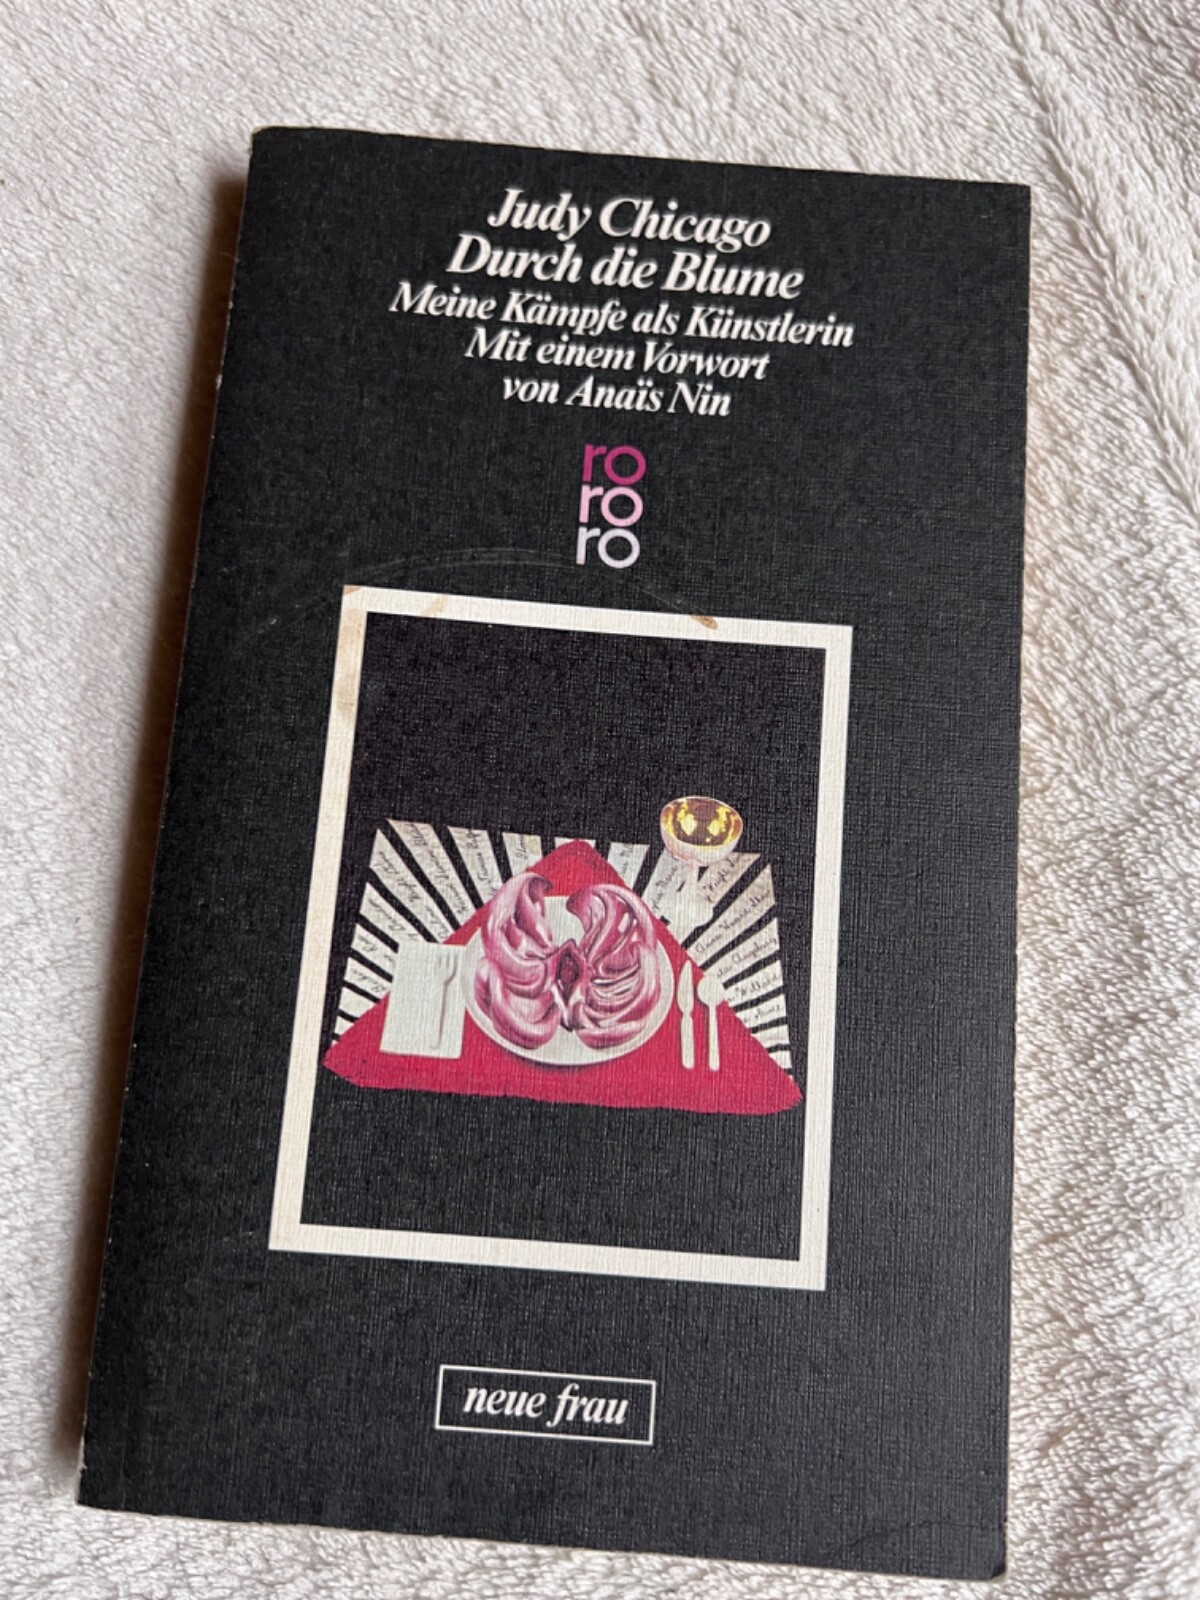 Judy Chicago
Durch die Blume
Meine Kämpfe als Künstlerin
Mit einem Vorwort
von Anaïs Nin
ro
ro
ro
neue frau